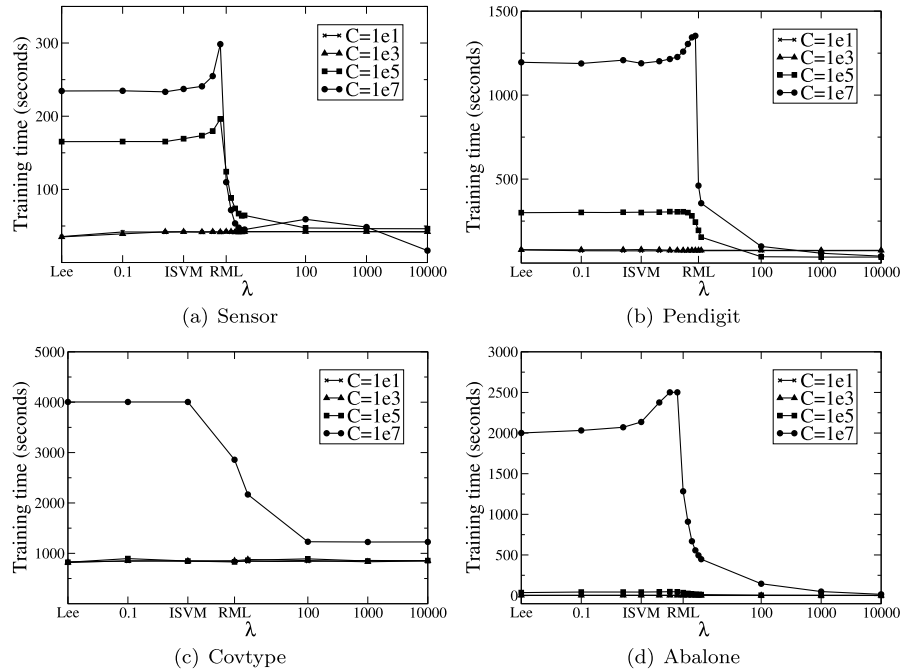 300
200
100
Training time (seconds)
C=1e1
C=1e3
C=1e5
C=1e7
Lee 0.1 ISVM RML 100 1000 10000
λ
(a) Sensor
1500
1250
750
250
Training time (seconds)
C=1e1
C=1e3
C=1e5
C=1e7
Lee 0.1 ISVM RML 100 1000 10000
λ
(b) Pendigit
5000
4000
3000
2000
1000
Training time (seconds)
C=1e1
C=1e3
C=1e5
C=1e7
Lee 0.1 ISVM RML 100 1000 10000
λ
(c) Covtype
3000
2500
2000
1500
1000
500
0
Training time (seconds)
C=1e1
C=1e3
C=1e5
C=1e7
Lee 0.1 ISVM RML 100 1000 10000
λ
(d) Abalone